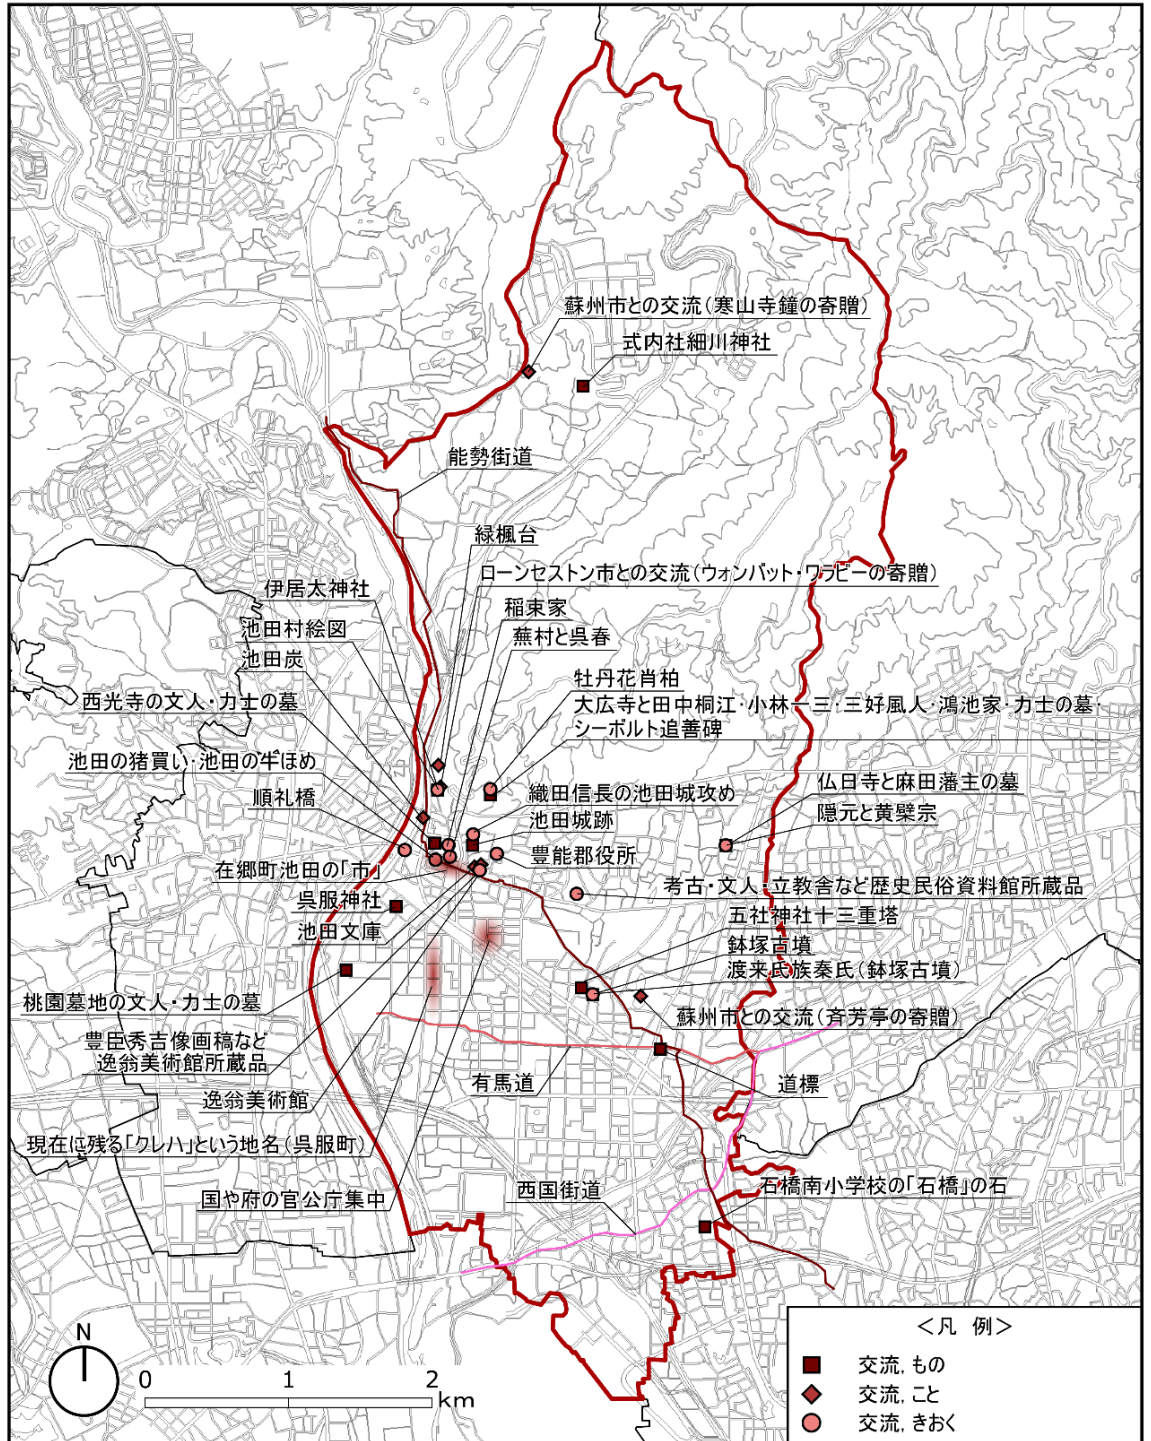 蘇州市との交流(寒山寺鐘の寄贈)
式内社細川神社
能勢街道
緑楓台
ローンセストン市との交流(ウォンバット・ワラビーの寄贈)
伊居太神社
稲束家
池田村絵図
蕪村と呉春
池田炭
牡丹花肖柏
西光寺の文人・力士の墓
大広寺と田中桐江・小林一三・三好風人・鴻池家・力士の墓・
シーボルト追善碑
池田の猪買い・池田の牛ほめ
仏日寺と麻田藩主の墓
順礼橋
織田信長の池田城攻め
隠元と黄檗宗
池田城跡
在郷町池田の「市」
豊能郡役所
考古・文人・立教舎など歴史民俗資料館所蔵品
呉服神社
五社神社十三重塔
池田文庫
鉢塚古墳
渡来氏族秦氏(鉢塚古墳)
桃園墓地の文人・力士の墓
蘇州市との交流(斉芳亭の寄贈)
豊臣秀吉像画稿など
逸翁美術館所蔵品
有馬道
道標
逸翁美術館
現在に残る「クレハ」という地名(呉服町)
国や府の官公庁集中
西国街道
石橋南小学校の「石橋」の石
N
0 1 2
km
<凡 例>
交流,もの
交流,こと
交流,きおく